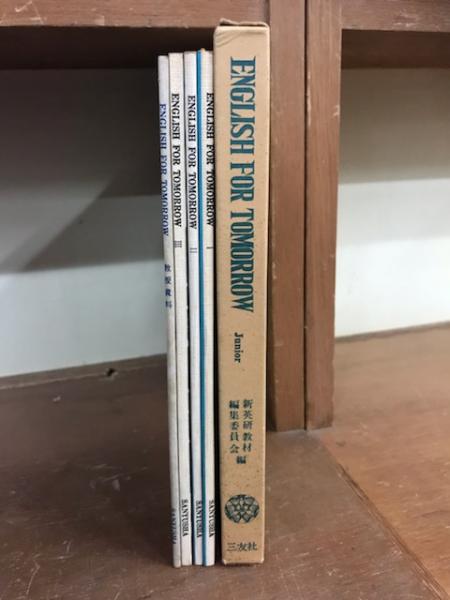 ENGLISH FOR TOMORROW
教授資料
SANYUSHA
ENGLISH FOR TOMORROW III
SANYUSHA
ENGLISH FOR TOMORROW II
SANYUSHA
ENGLISH FOR TOMORROW I
SANYUSHA
ENGLISH FOR TOMORROW
Junior
新英研教材
編集委員会
編
三友社